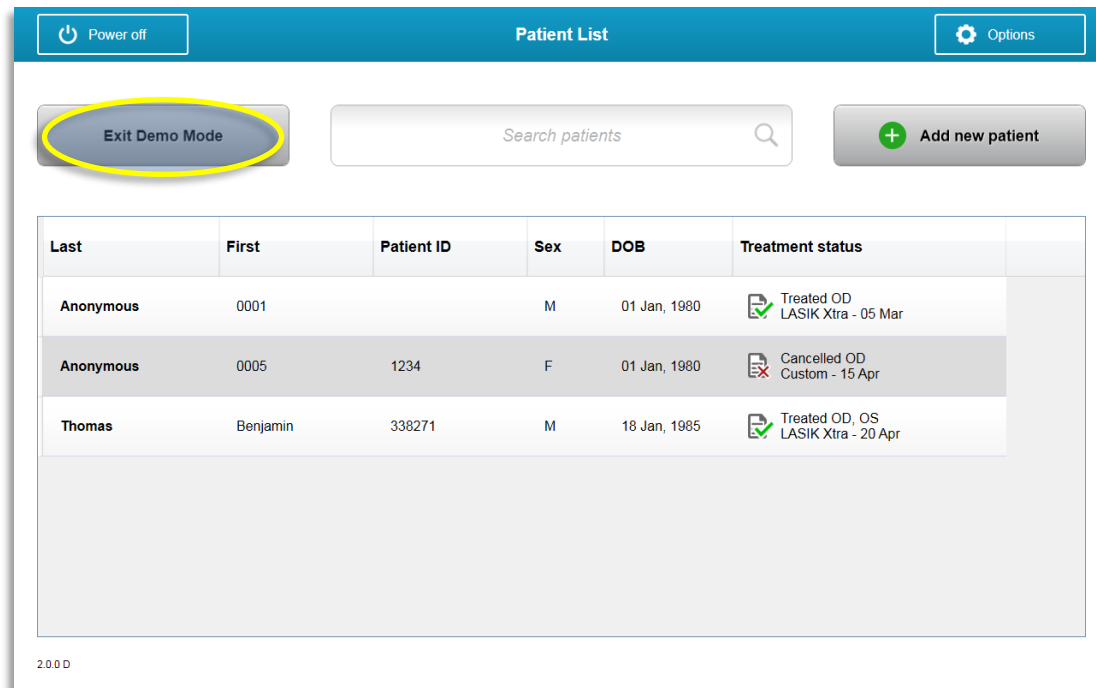 Power off
Patient List
Options
Exit Demo Mode
Search patients
Add new patient
Last First Patient ID Sex DOB Treatment status
Anonymous 0001 M 01 Jan, 1980 Treated OD
LASIK Xtra - 05 Mar
Anonymous 0005 1234 F 01 Jan, 1980 Cancelled OD
Custom - 15 Apr
Thomas Benjamin 338271 M 18 Jan, 1985 Treated OD, OS
LASIK Xtra - 20 Apr
2.0.0 D